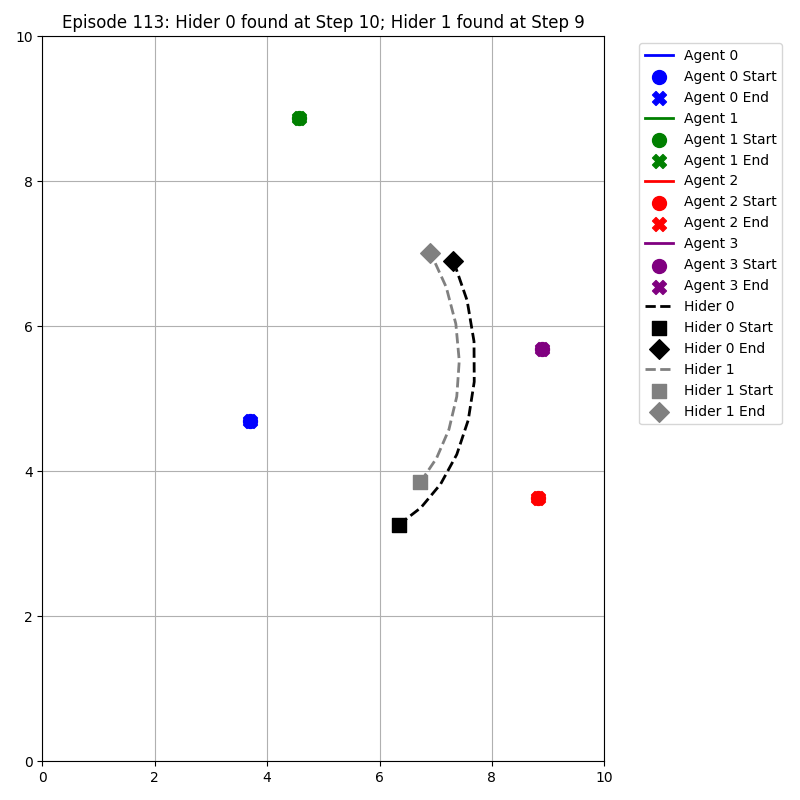 Episode 113: Hider 0 found at Step 10; Hider 1 found at Step 9
10
8
6
4
2
0
0 2 4 6 8 10
Agent 0
Agent 0 Start
Agent 0 End
Agent 1
Agent 1 Start
Agent 1 End
Agent 2
Agent 2 Start
Agent 2 End
Agent 3
Agent 3 Start
Agent 3 End
Hider 0
Hider 0 Start
Hider 0 End
Hider 1
Hider 1 Start
Hider 1 End